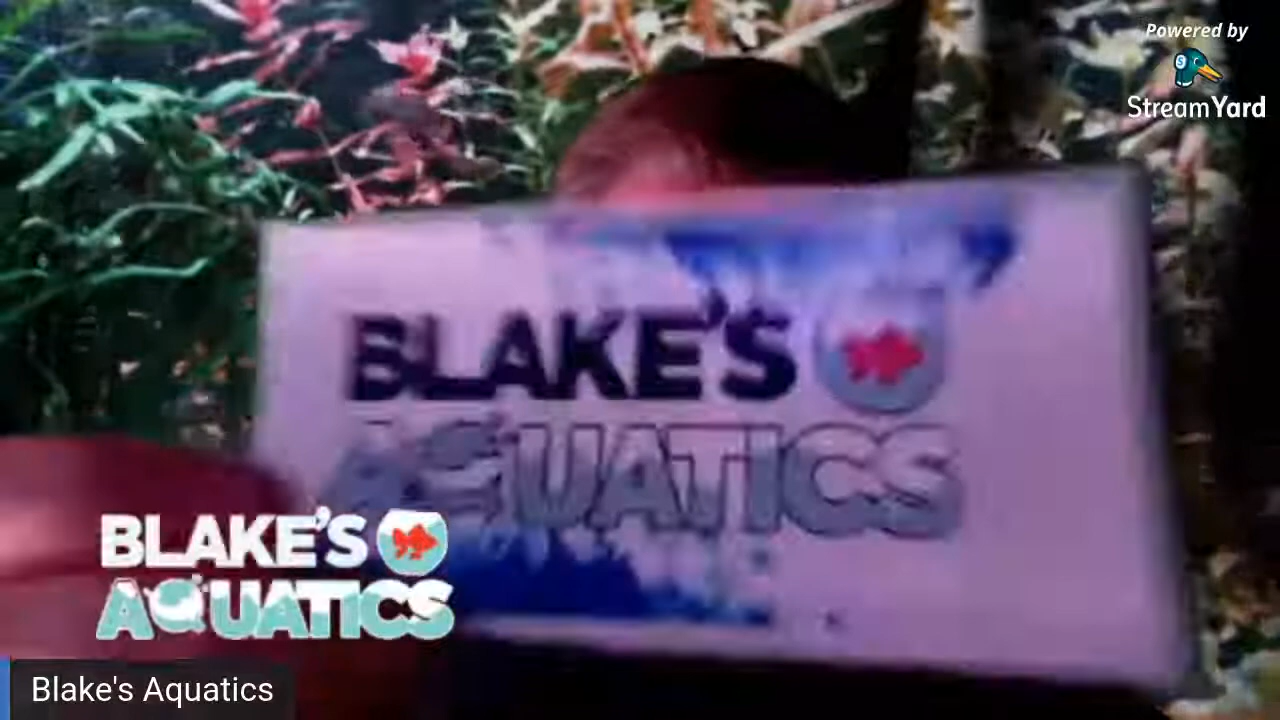 Powered by
StreamYard
BLAKE'S
AQUATICS
BLAKE'S
AQUATICS
Blake's Aquatics